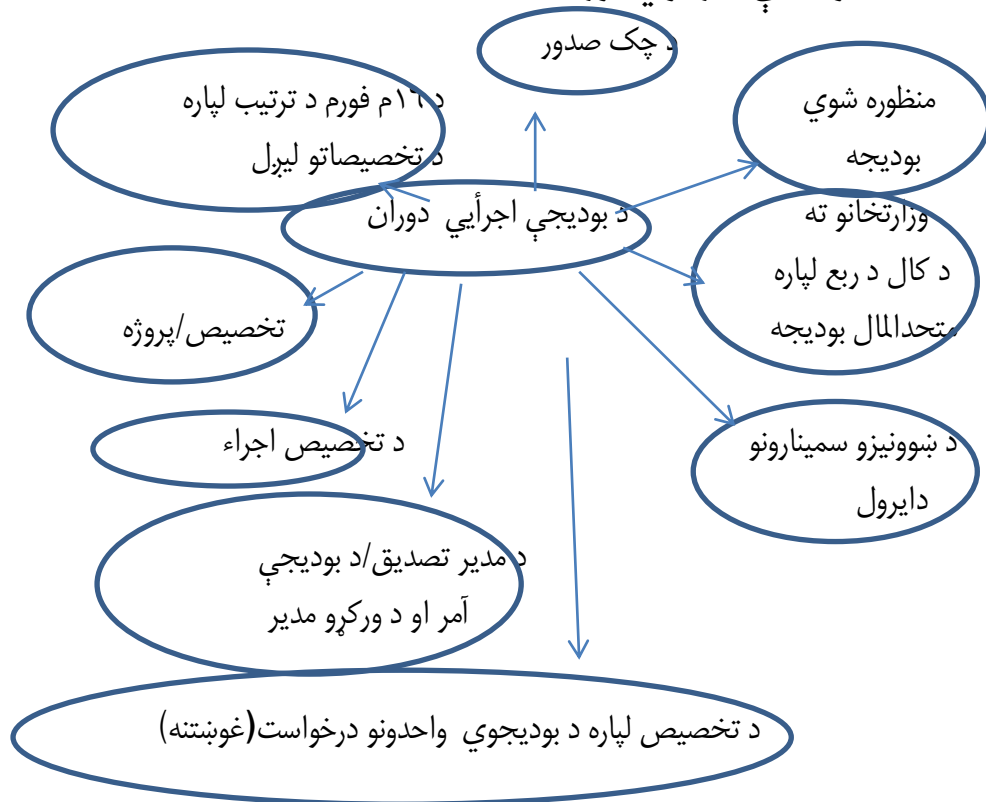 د چک صدور
منظوره شوي
بودیجه
د ۱٦م فورم د ترتیب لپاره
د تخصیصاتو لیږل
د بودیجې اجرأیي دوران
وزارتخانو ته
د کال د ربع لپاره
متحدالمال بودیجه
تخصیص/پروژه
د تخصیص اجراء
د ښوونیزو سمینارونو
دایرول
د مدیر تصدیق/د بودیجې
آمر او د ورکړو مدیر
د تخصیص لپاره د بودیجوي واحدونو درخواست(غوښتنه)